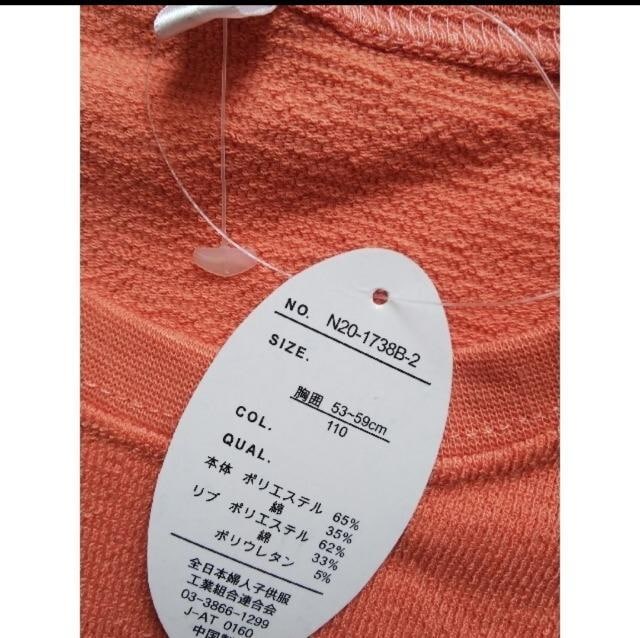 NO. N20-1738B-2
SIZE.
胸囲 53~59cm
110
COL.
QUAL.
本体 ポリエステル 65%
綿 35%
リブ ポリエステル 62%
綿 33%
ポリウレタン 5%
全日本婦人子供服
工業組合連合会
03-3866-1299
J-AT 0160
中国製